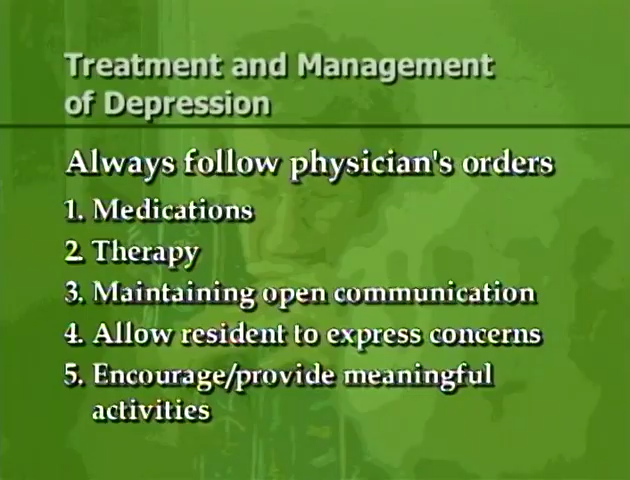 Treatment and Management
of Depression
Always follow physician's orders
1. Medications
2. Therapy
3. Maintaining open communication
4. Allow resident to express concerns
5. Encourage/provide meaningful
activities